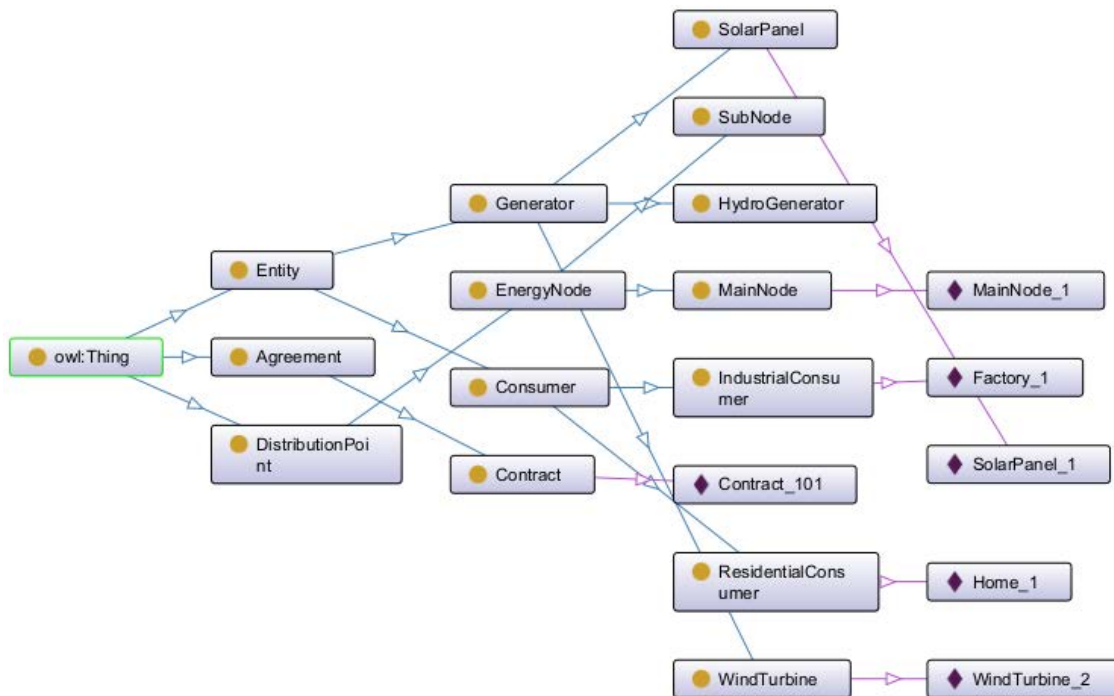 SolarPanel
SubNode
Generator
HydroGenerator
Entity
EnergyNode
MainNode
MainNode_1
owl:Thing
Agreement
Consumer
IndustrialConsu
mer
Factory_1
DistributionPoi
nt
Contract
Contract_101
SolarPanel_1
ResidentialCons
umer
Home_1
WindTurbine
WindTurbine_2